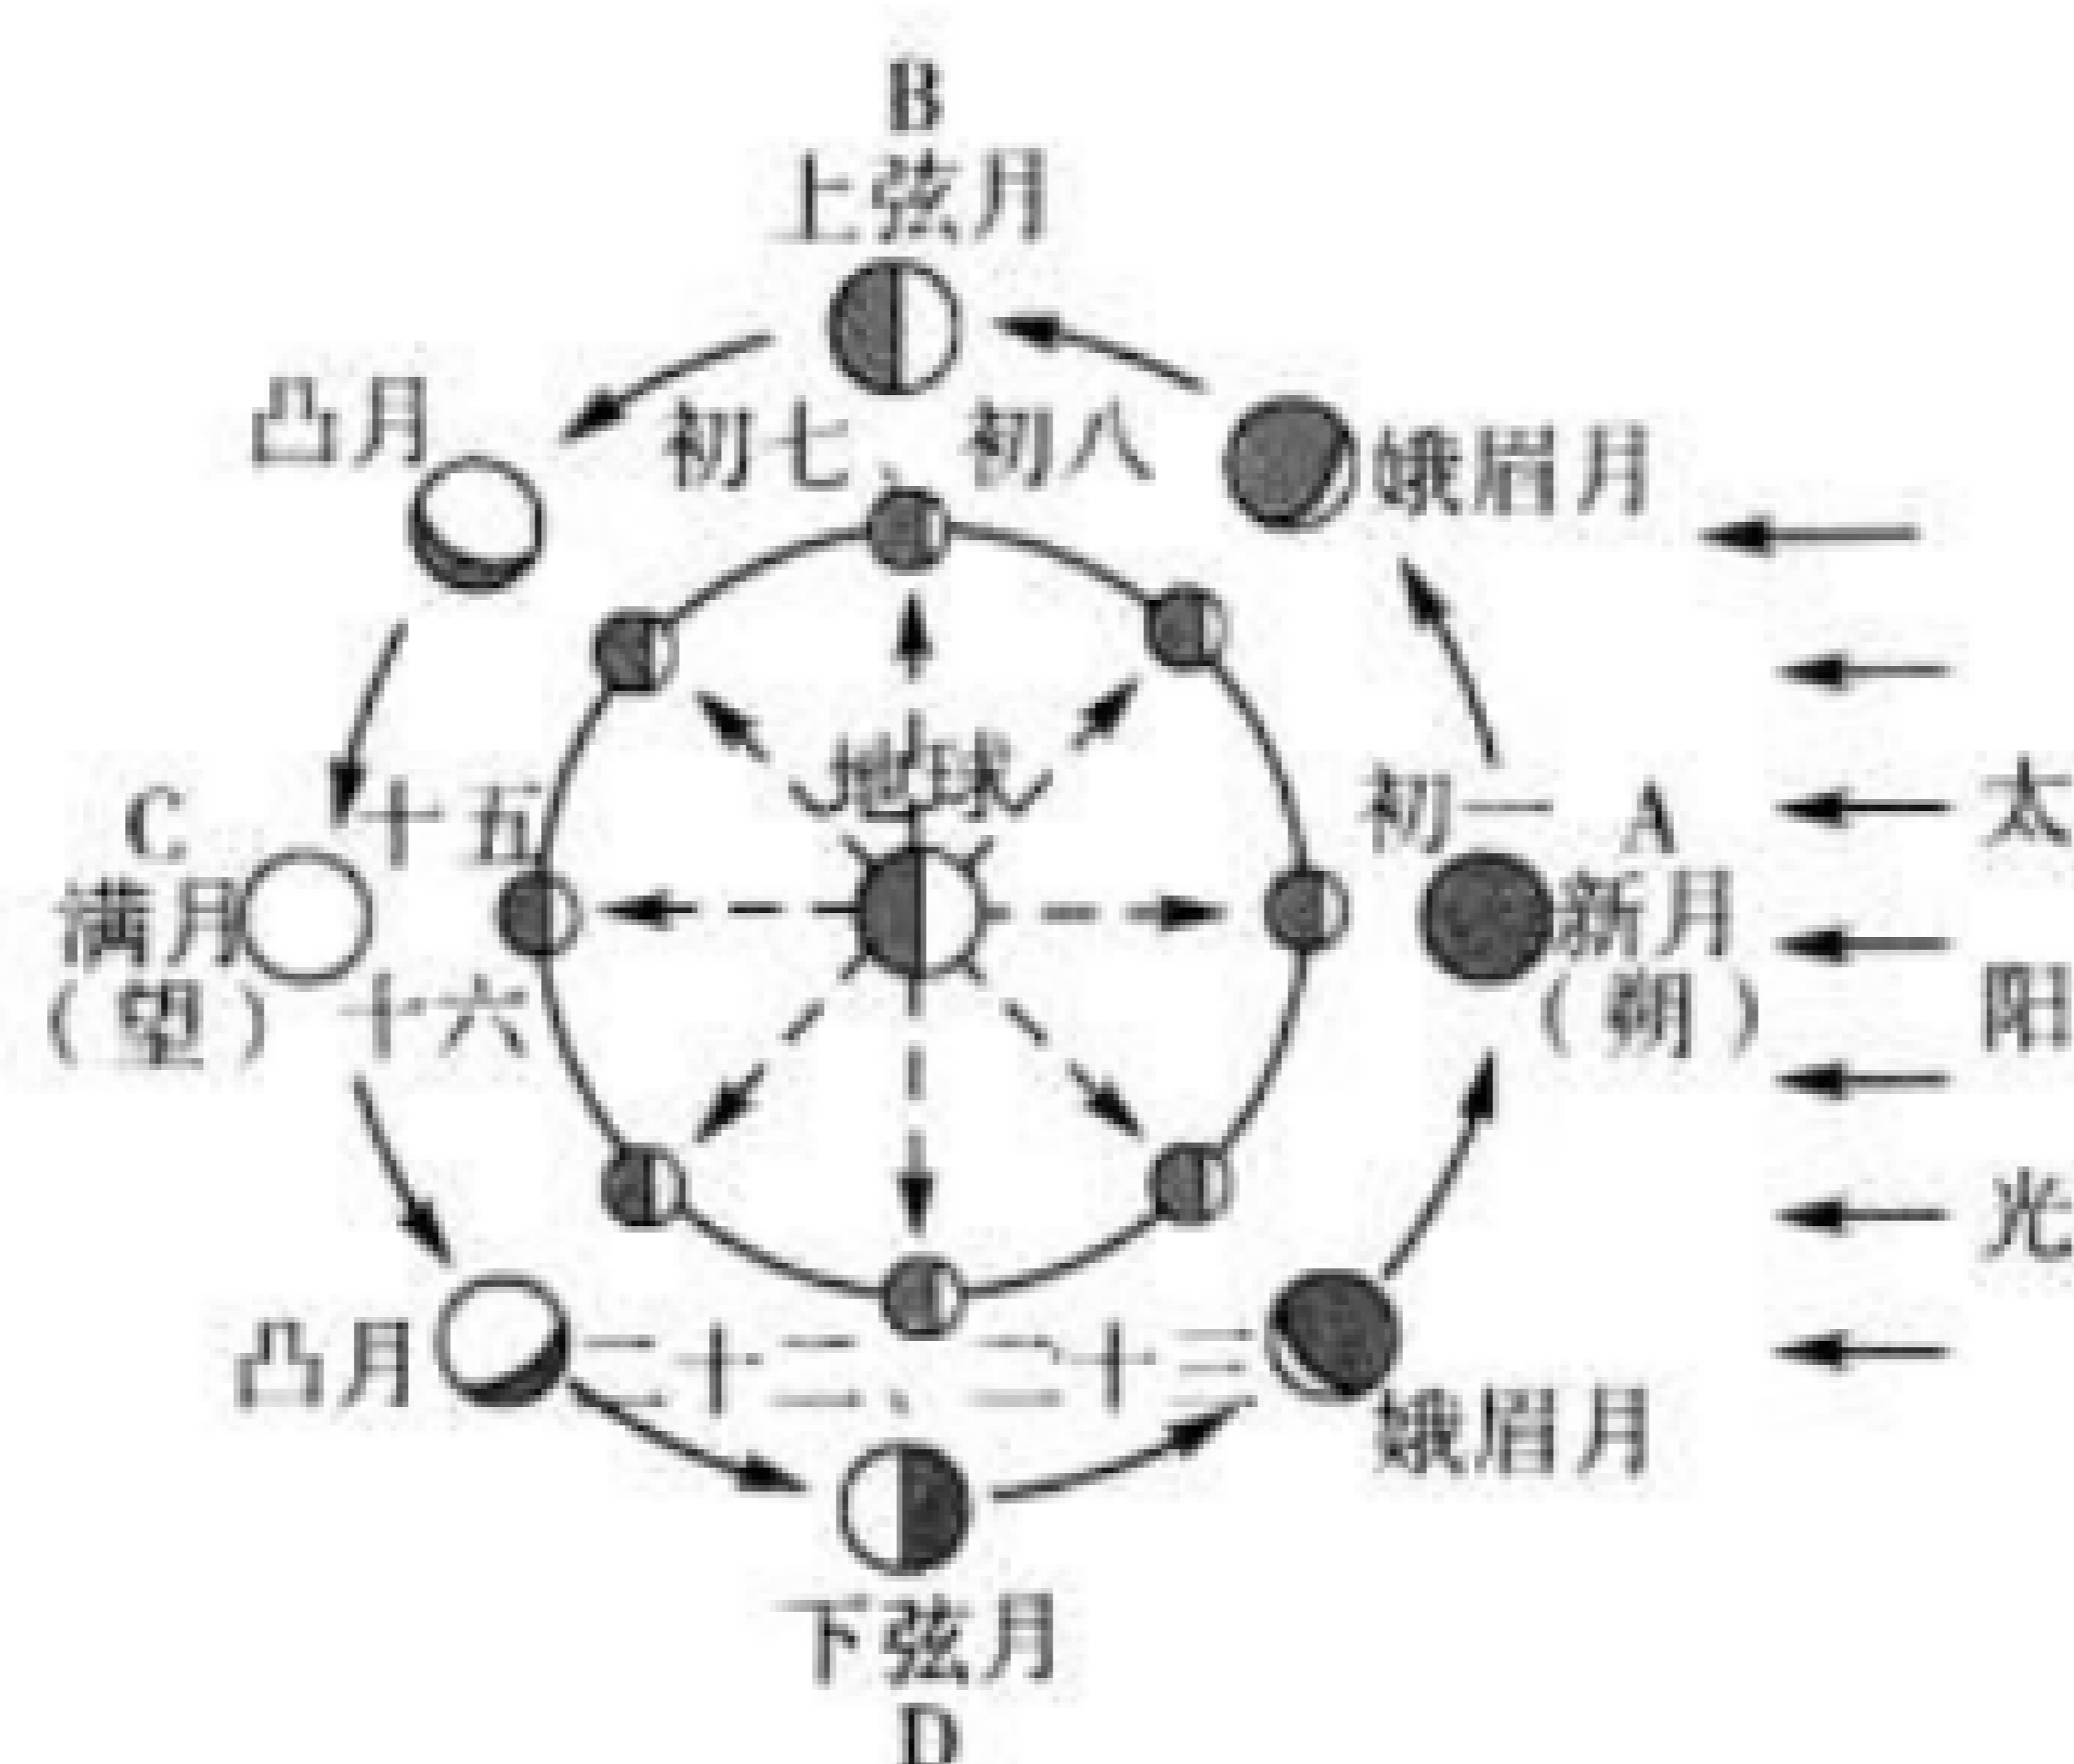 B
上弦月
凸月
初七、初八
娥眉月
地球
C
十五
初一
A
太
满月
新月
(望)
十六
(朔)
阳
光
凸月
二十二
二十三
娥眉月
下弦月
D